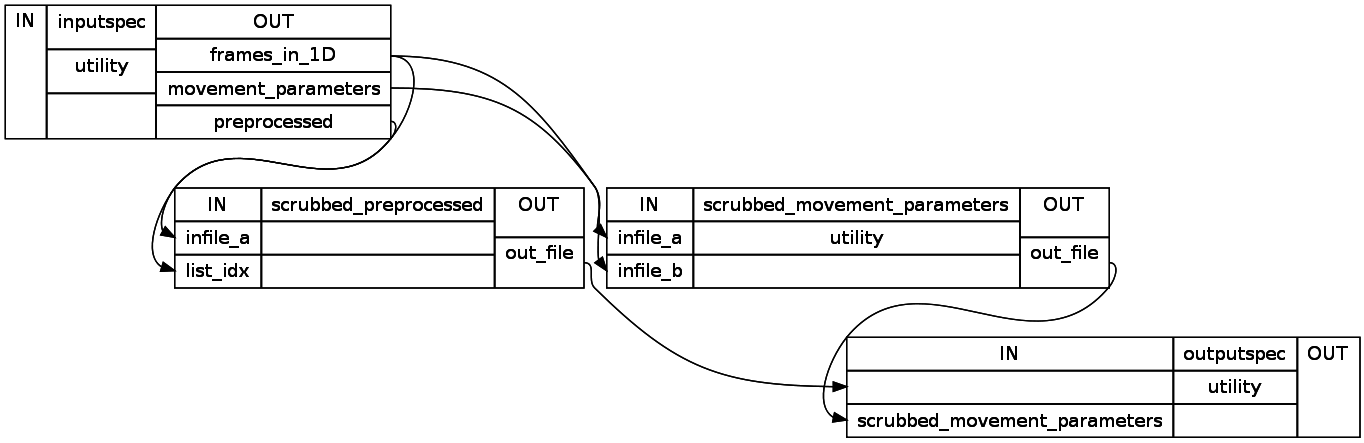 IN inputspec OUT
frames_in_1D
utility
movement_parameters
preprocessed
IN scrubbed_preprocessed OUT
infile_a
out_file
list_idx
IN scrubbed_movement_parameters OUT
infile_a utility
out_file
infile_b
IN outputspec OUT
utility
scrubbed_movement_parameters